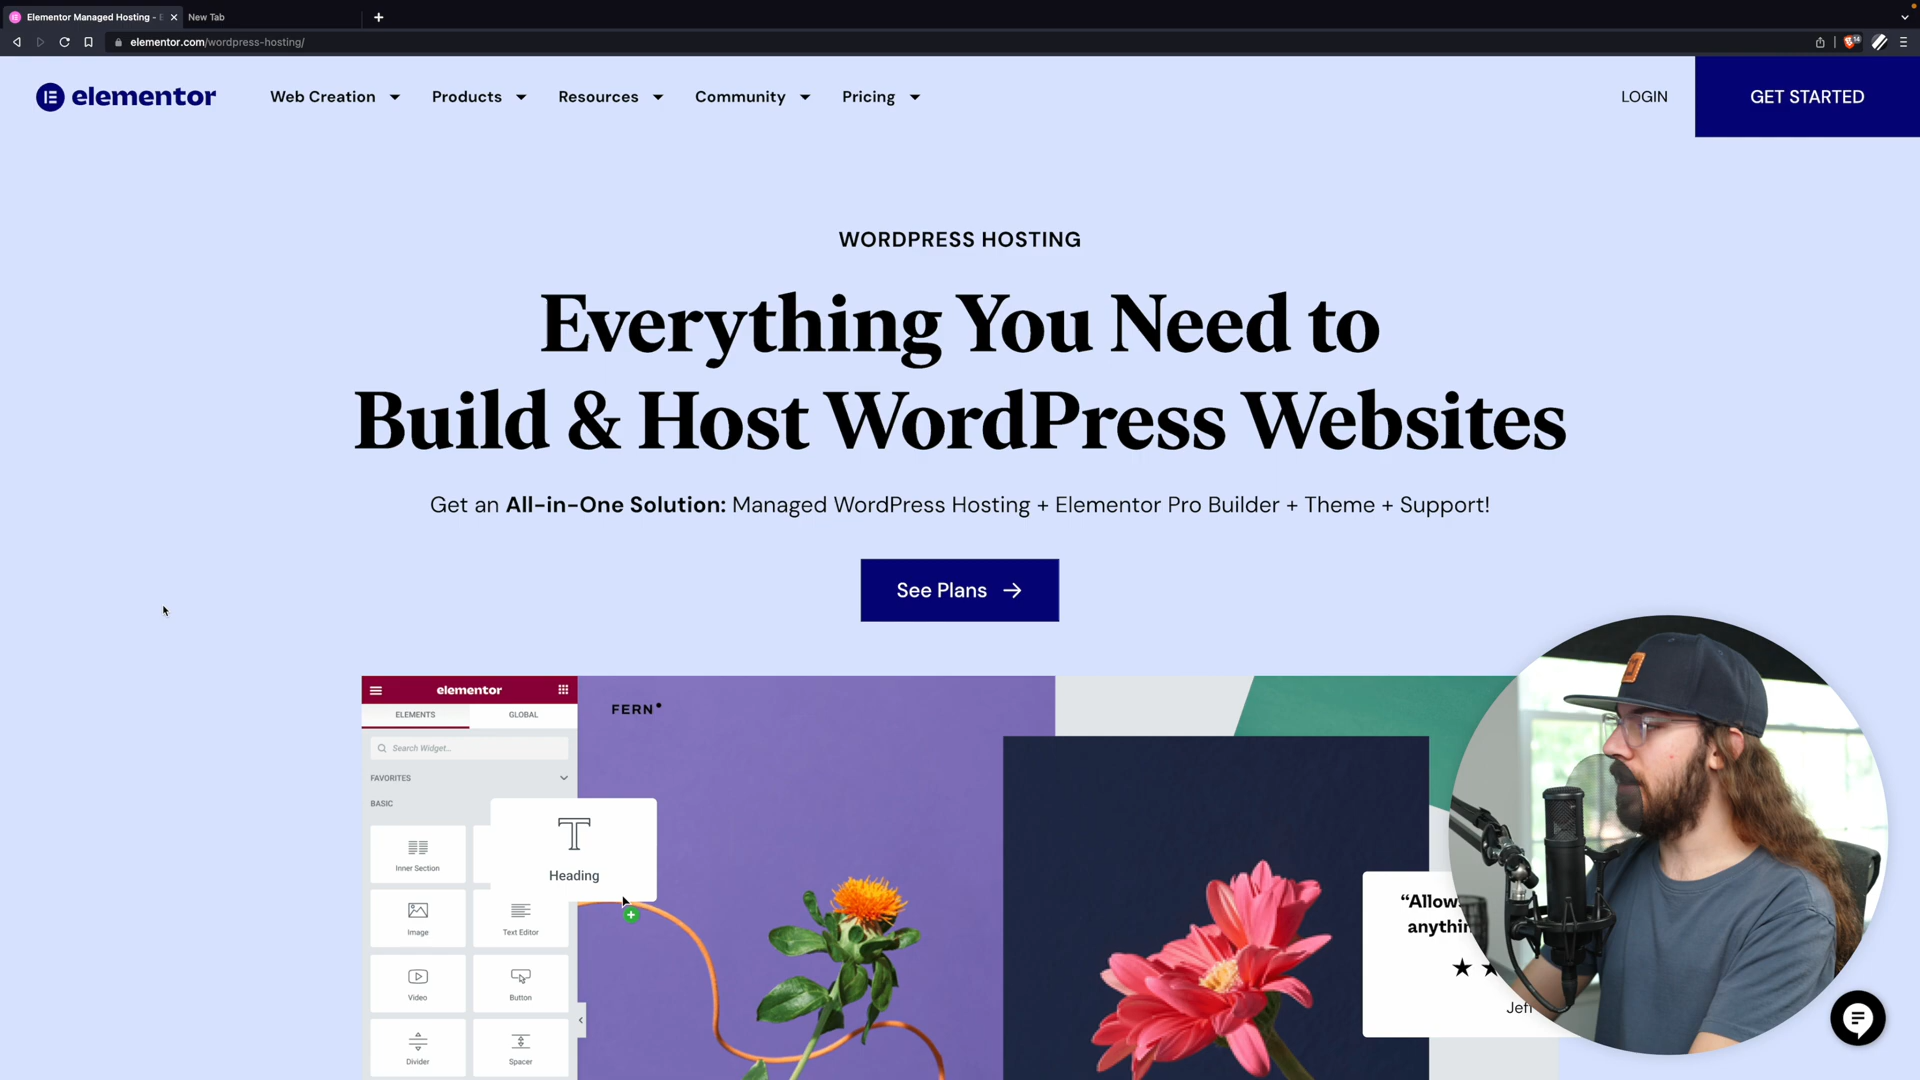 Elementor Managed Hosting -
New Tab
elementor.com/wordpress-hosting/
14
elementor
Web Creation
Products
Resources
Community
Pricing
LOGIN
GET STARTED
WORDPRESS HOSTING
Everything You Need to
Build & Host WordPress Websites
Get an All-in-One Solution: Managed WordPress Hosting + Elementor Pro Builder + Theme + Support!
See Plans
elementor
ELEMENTS
GLOBAL
Search Widget...
FAVORITES
BASIC
Inner Section
Heading
Image
Text Editor
Video
Button
Divider
Spacer
FERN
“Allow
anythin
Jeff